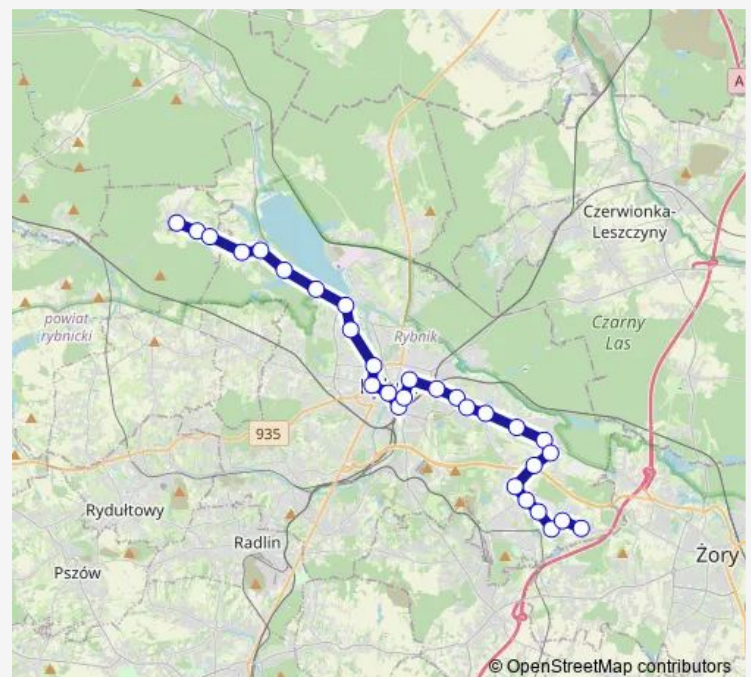 A
Czerwionka-
Leszczyny
powiat
rybnicki
Rybnik
Czarny
Las
935
Rydułtowy
Radlin
Pszów
Żory
© OpenStreetMap contributors